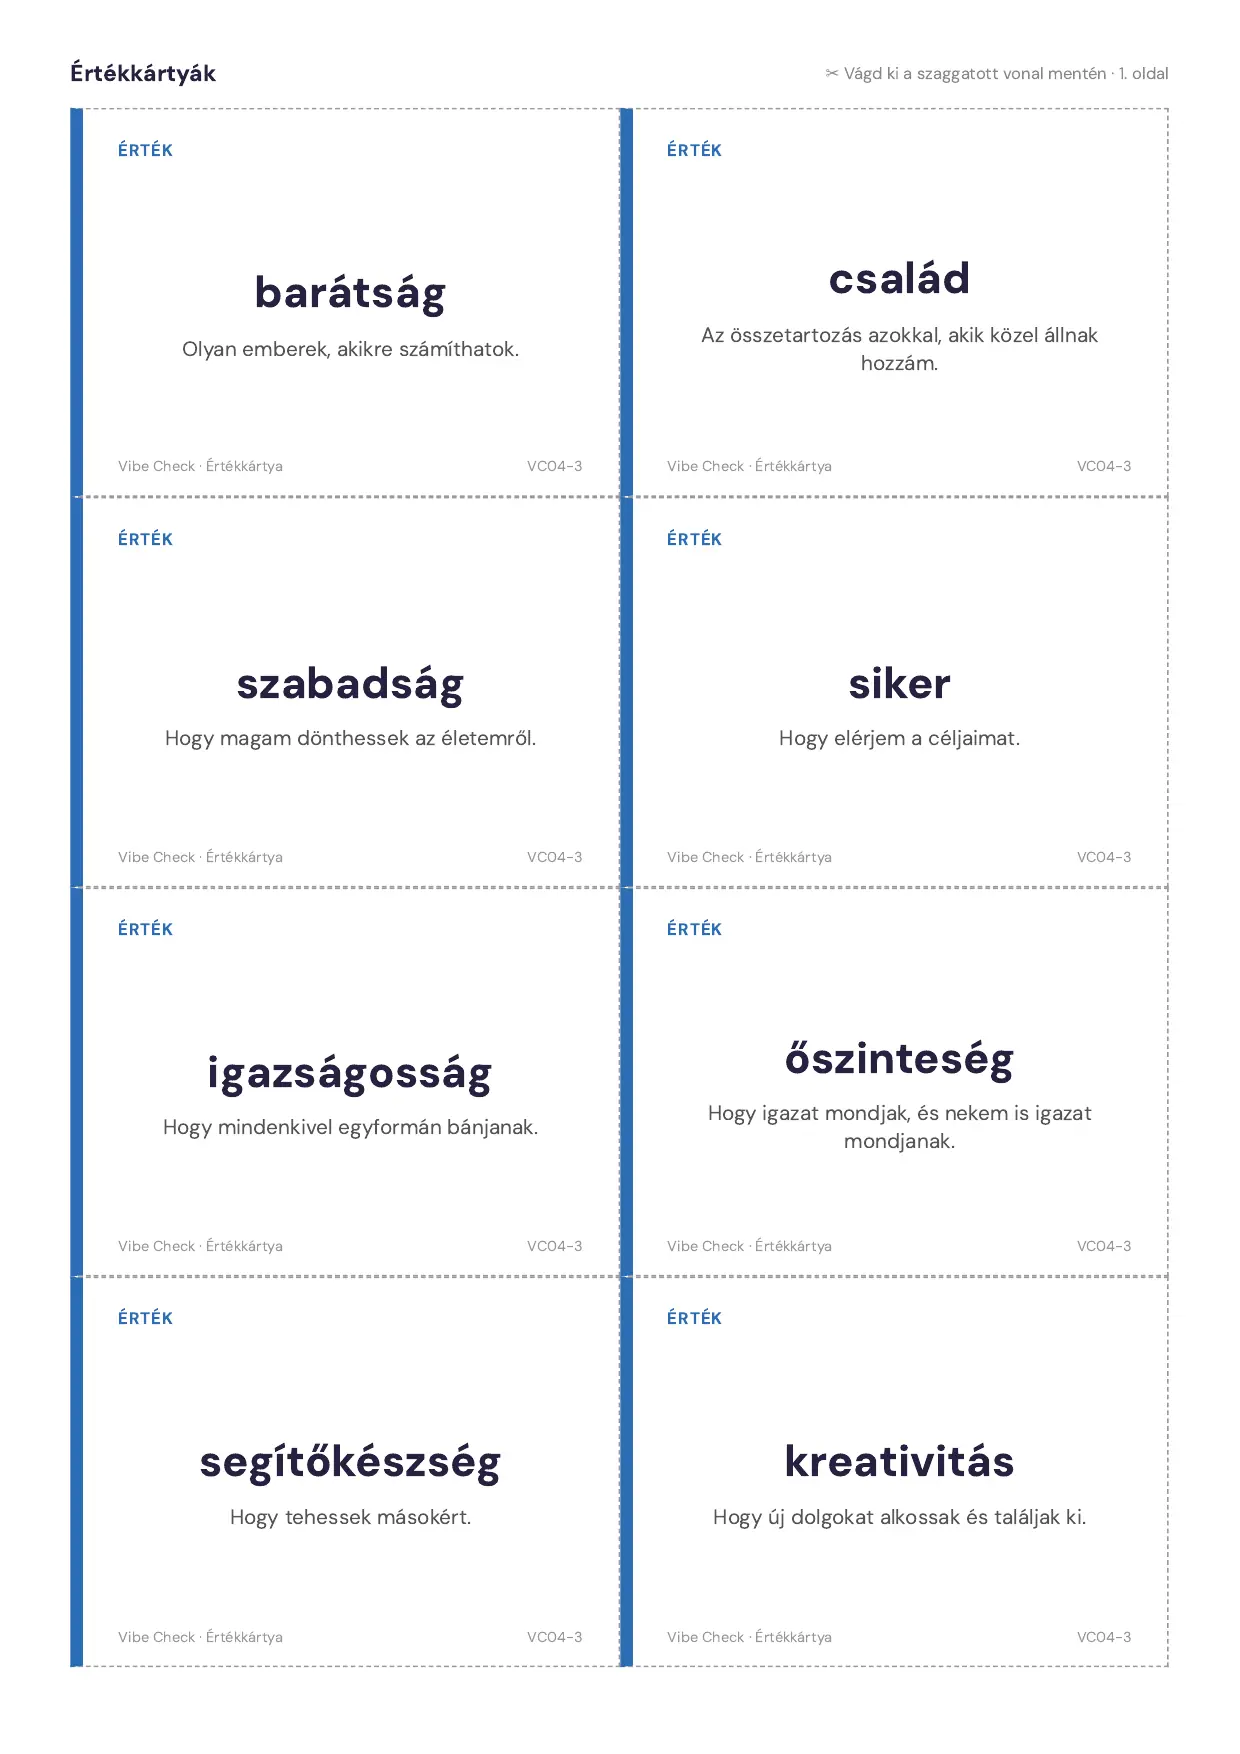 Értékkártyák
✂ Vágd ki a szaggatott vonal mentén · 1. oldal
ÉRTÉK
barátság
Olyan emberek, akikre számíthatok.
Vibe Check · Értékkártya
VC04-3
ÉRTÉK
család
Az összetartozás azokkal, akik közel állnak
hozzám.
Vibe Check · Értékkártya
VC04-3
ÉRTÉK
szabadság
Hogy magam dönthessek az életemről.
Vibe Check · Értékkártya
VC04-3
ÉRTÉK
siker
Hogy elérjem a céljaimat.
Vibe Check · Értékkártya
VC04-3
ÉRTÉK
igazságosság
Hogy mindenkivel egyformán bánjanak.
Vibe Check · Értékkártya
VC04-3
ÉRTÉK
őszinteség
Hogy igazat mondjak, és nekem is igazat
mondjanak.
Vibe Check · Értékkártya
VC04-3
ÉRTÉK
segítőkészség
Hogy tehessek másokért.
Vibe Check · Értékkártya
VC04-3
ÉRTÉK
kreativitás
Hogy új dolgokat alkossak és találjak ki.
Vibe Check · Értékkártya
VC04-3